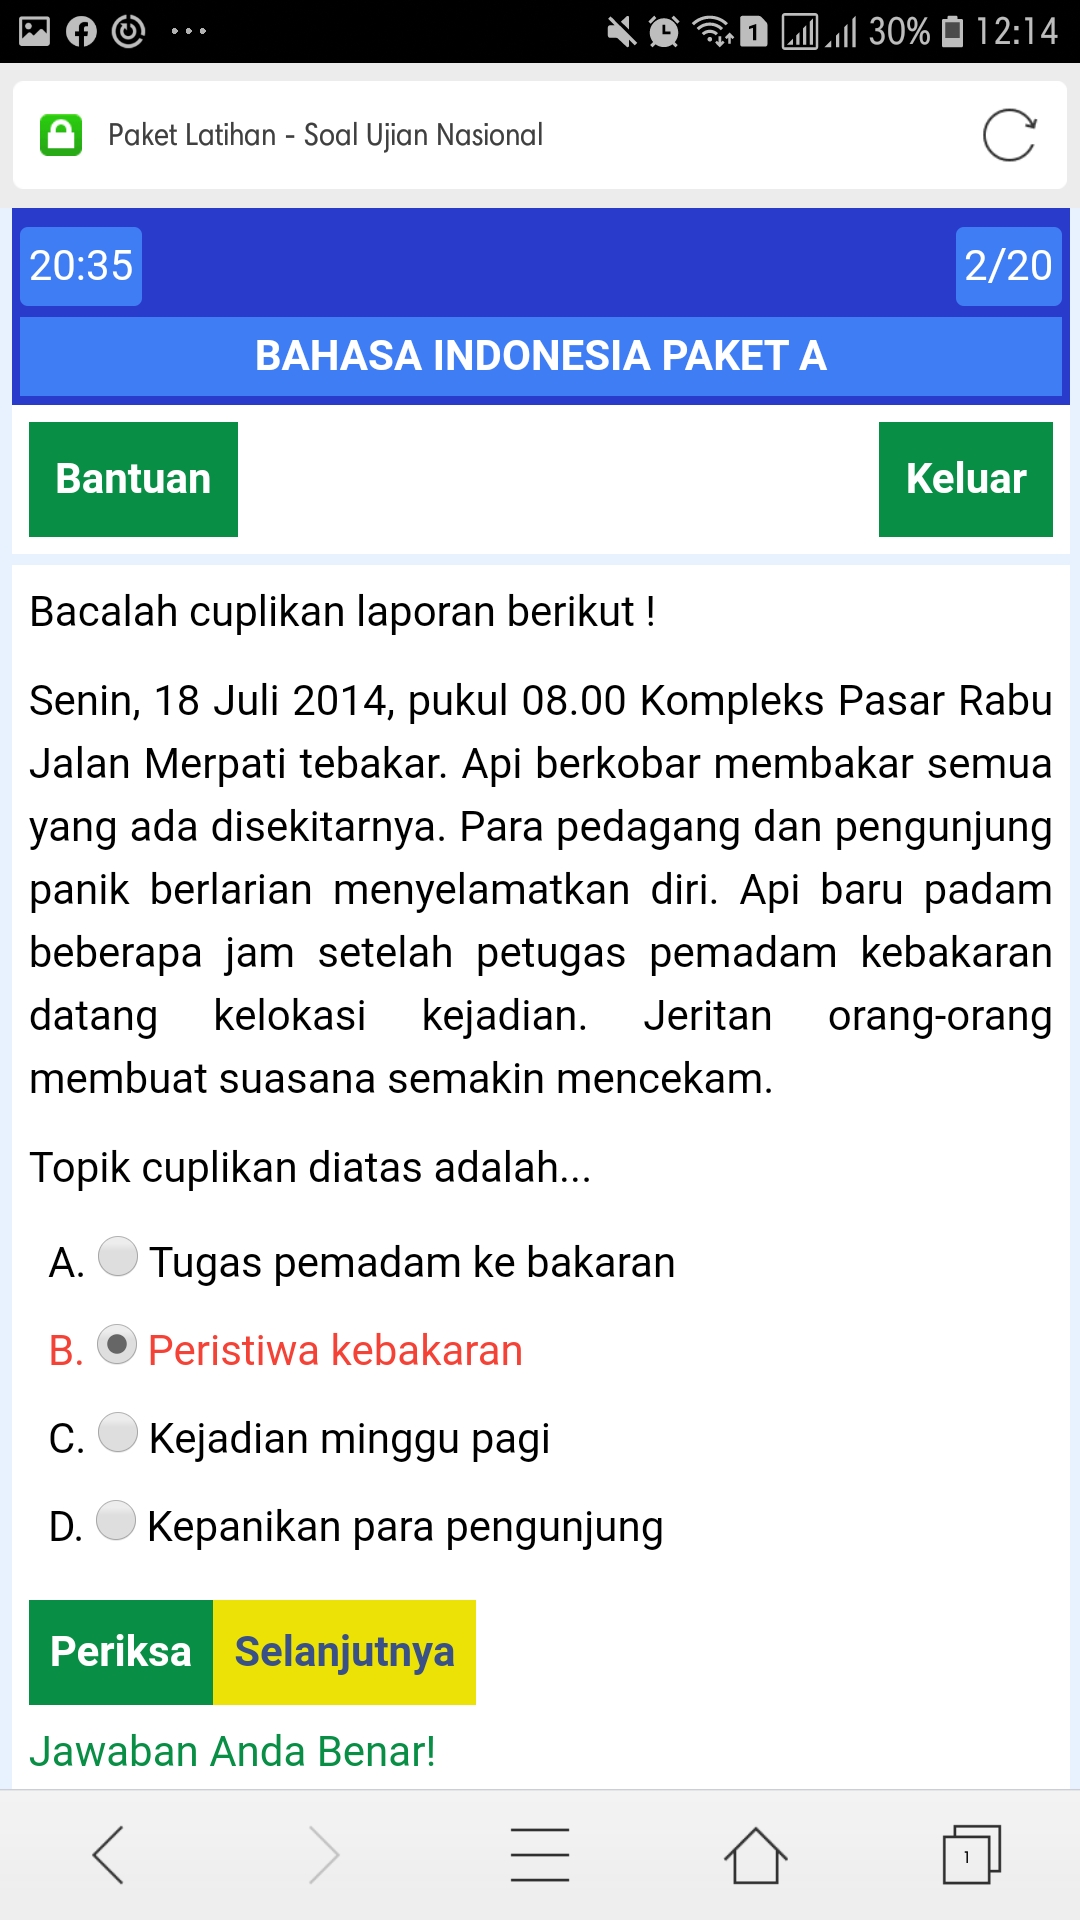 1 30% 12:14
Paket Latihan - Soal Ujian Nasional
20:35 2/20
BAHASA INDONESIA PAKET A
Bantuan Keluar
Bacalah cuplikan laporan berikut !
Senin, 18 Juli 2014, pukul 08.00 Kompleks Pasar Rabu
Jalan Merpati tebakar. Api berkobar membakar semua
yang ada disekitarnya. Para pedagang dan pengunjung
panik berlarian menyelamatkan diri. Api baru padam
beberapa jam setelah petugas pemadam kebakaran
datang kelokasi kejadian. Jeritan orang-orang
membuat suasana semakin mencekam.
Topik cuplikan diatas adalah...
A. Tugas pemadam ke bakaran
B. Peristiwa kebakaran
C. Kejadian minggu pagi
D. Kepanikan para pengunjung
Periksa Selanjutnya
Jawaban Anda Benar!
1